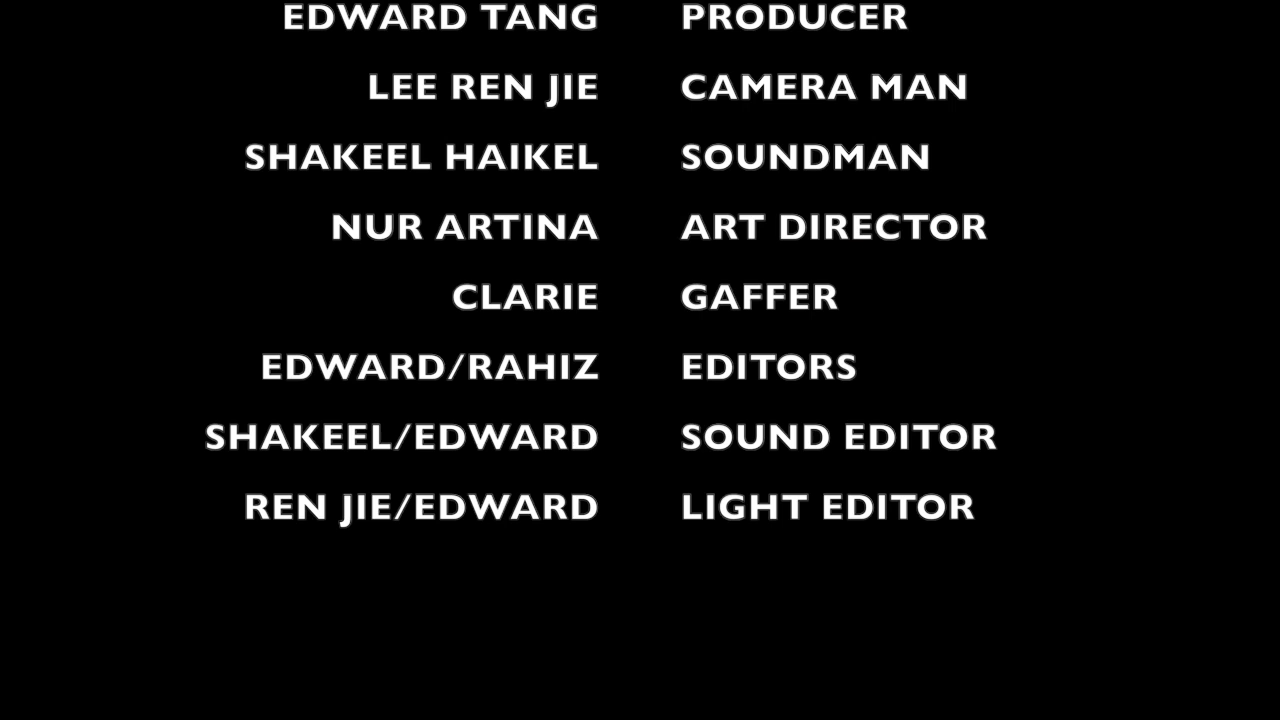 EDWARD TANG PRODUCER
LEE REN JIE CAMERA MAN
SHAKEEL HAIKEL SOUNDMAN
NUR ARTINA ART DIRECTOR
CLARIE GAFFER
EDWARD/RAHIZ EDITORS
SHAKEEL/EDWARD SOUND EDITOR
REN JIE/EDWARD LIGHT EDITOR